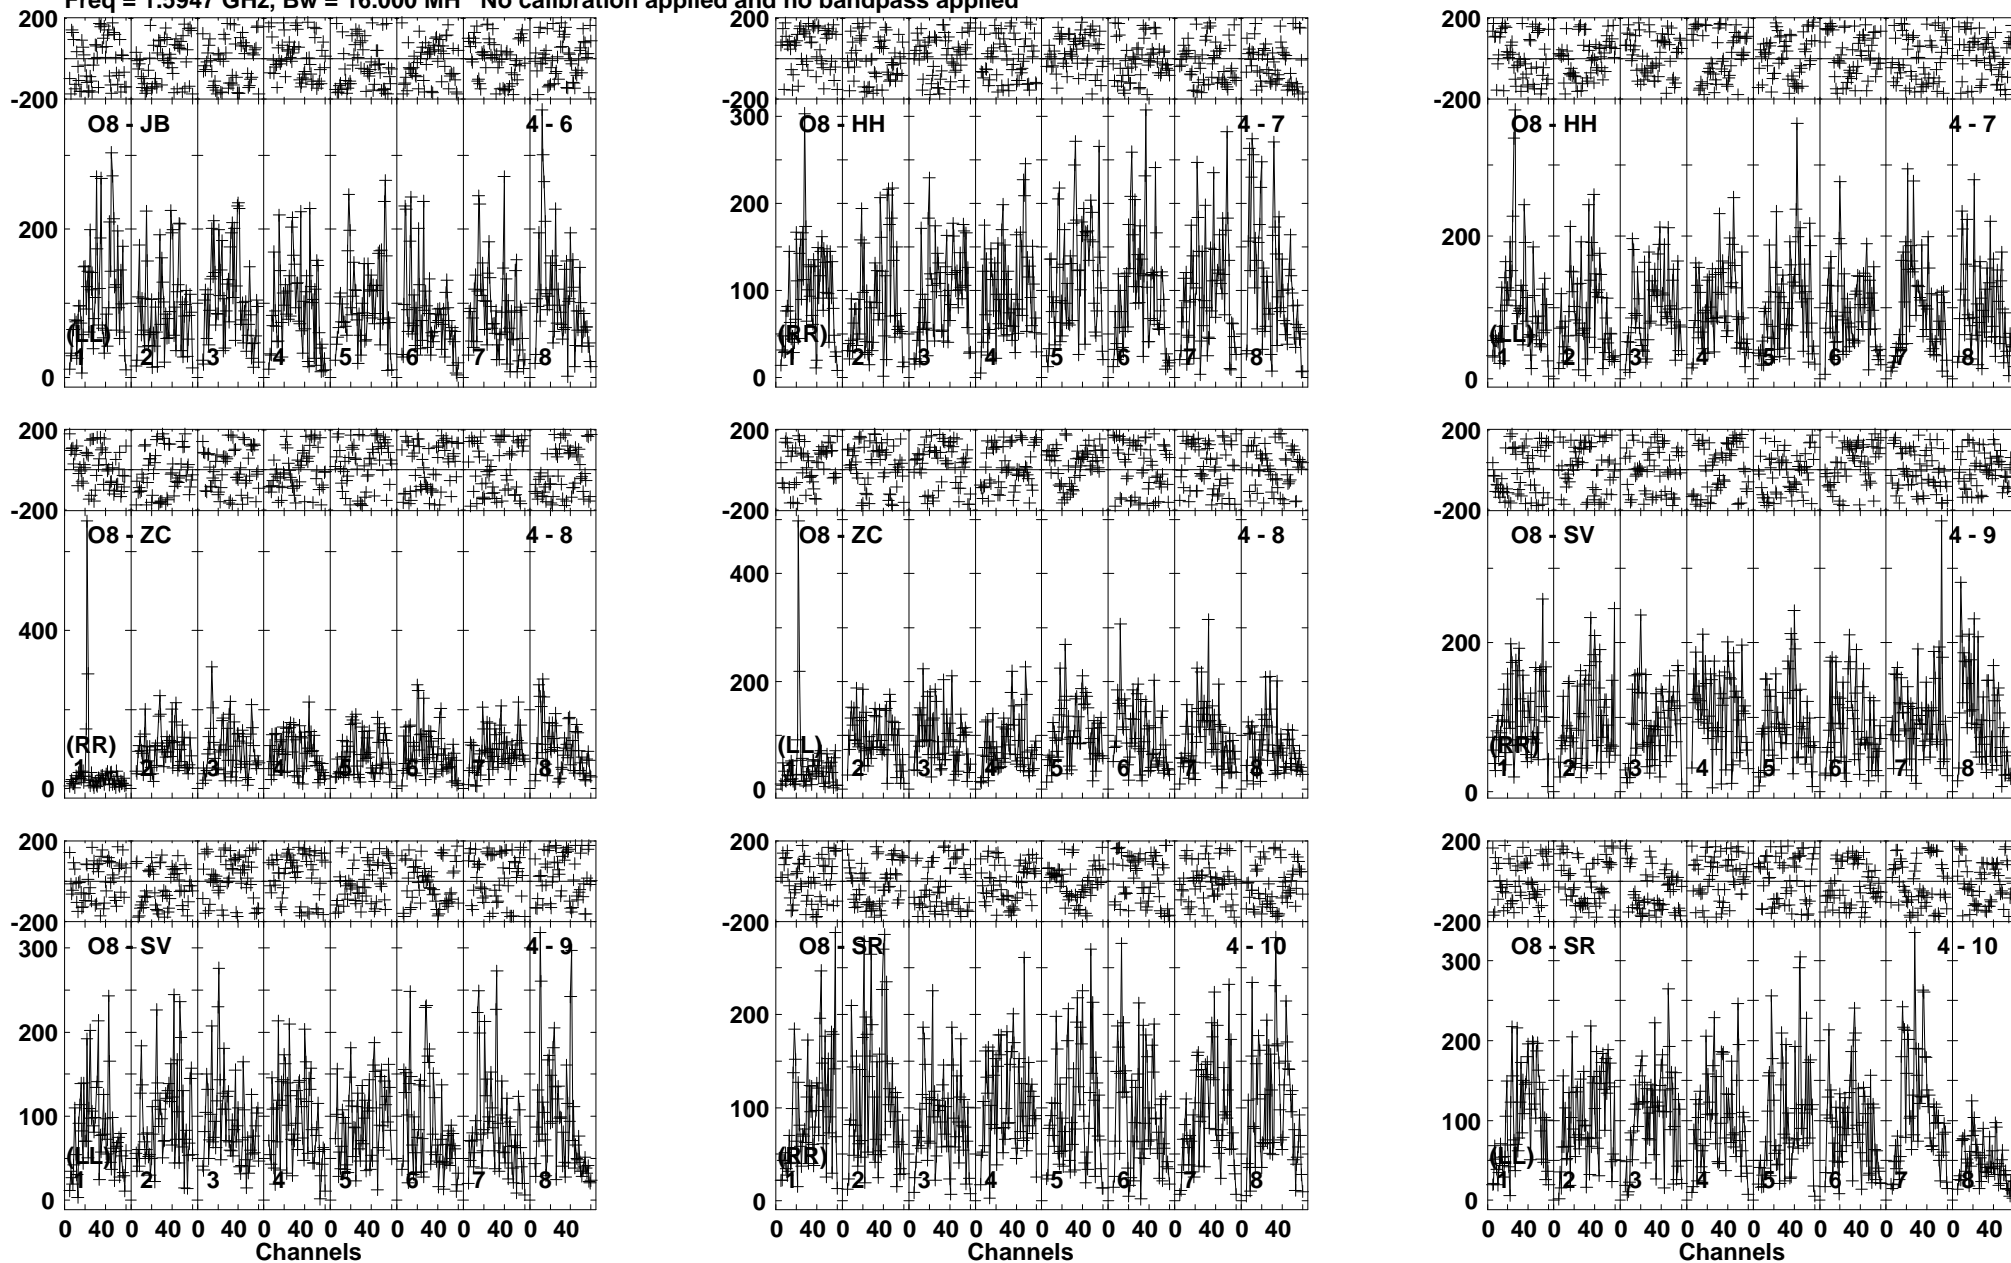 Freq = 1.5947 GHz, Bw = 16.000 MH No calibration applied and no bandpass applied
200 200 200
-200 -200 -200
O8 - JB 4 - 6 300 O8 - HH 4 - 7 O8 - HH 4 - 7
200 200 200
100
(LL) (RR) (LL)
1 2 3 4 5 6 7 8 1 2 3 4 5 6 7 8 1 2 3 4 5 6 7 8
0 0 0
200 200 200
-200 -200 -200
O8 - ZC 4 - 8 O8 - ZC 4 - 8 O8 - SV 4 - 9
400 400
200 200
(RR) (LL) (RR)
1 2 3 4 5 6 7 8 1 2 3 4 5 6 7 8 1 2 3 4 5 6 7 8
0 0 0
200 200 200
-200 -200 -200
300 O8 - SV 4 - 9 O8 - SR 4 - 10 300 O8 - SR 4 - 10
200 200 200
100 100 100
(LL) (RR) (LL)
1 2 3 4 5 6 7 8 1 2 3 4 5 6 7 8 1 2 3 4 5 6 7 8
0 0 0
0 40 0 40 0 40 0 40 0 40 0 40 0 40 0 40 0 40 0 40 0 40 0 40 0 40 0 40 0 40 0 40 0 40 0 40 0 40 0 40 0 40 0 40 0 40 0 40
Channels Channels Channels